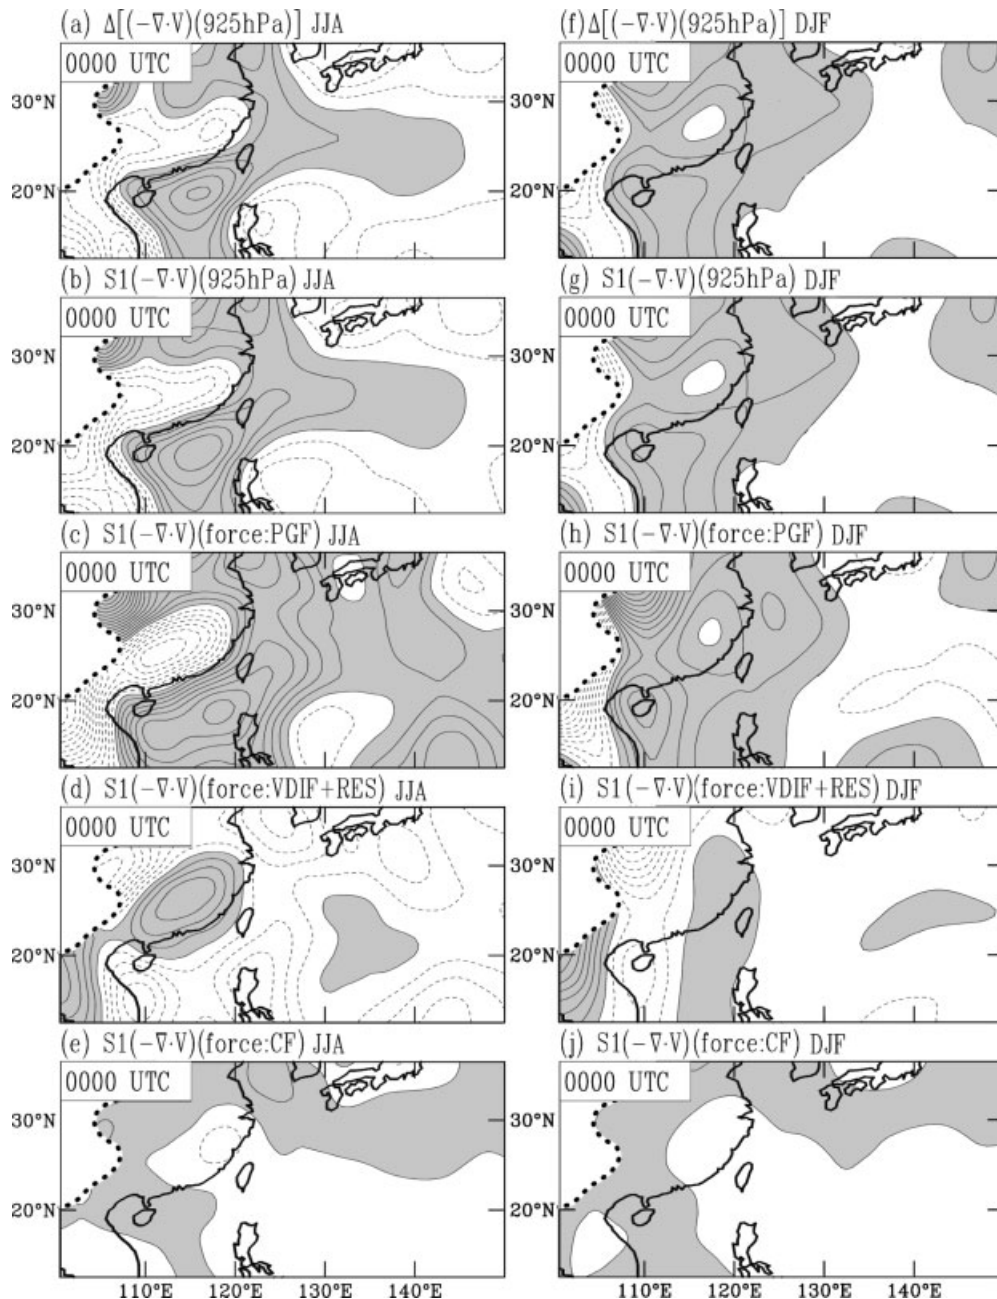 (a) Δ[(-∇·V)(925hPa)] JJA
0000 UTC
30°N
20°N
(b) S1(-∇·V)(925hPa) JJA
0000 UTC
30°N
20°N
(c) S1(-∇·V)(force:PGF) JJA
0000 UTC
30°N
20°N
(d) S1(-∇·V)(force:VDIF+RES) JJA
0000 UTC
30°N
20°N
(e) S1(-∇·V)(force:CF) JJA
0000 UTC
30°N
20°N
110°E 120°E 130°E 140°E
(f) Δ[(-∇·V)(925hPa)] DJF
0000 UTC
30°N
20°N
(g) S1(-∇·V)(925hPa) DJF
0000 UTC
30°N
20°N
(h) S1(-∇·V)(force:PGF) DJF
0000 UTC
30°N
20°N
(i) S1(-∇·V)(force:VDIF+RES) DJF
0000 UTC
30°N
20°N
(j) S1(-∇·V)(force:CF) DJF
0000 UTC
30°N
20°N
110°E 120°E 130°E 140°E